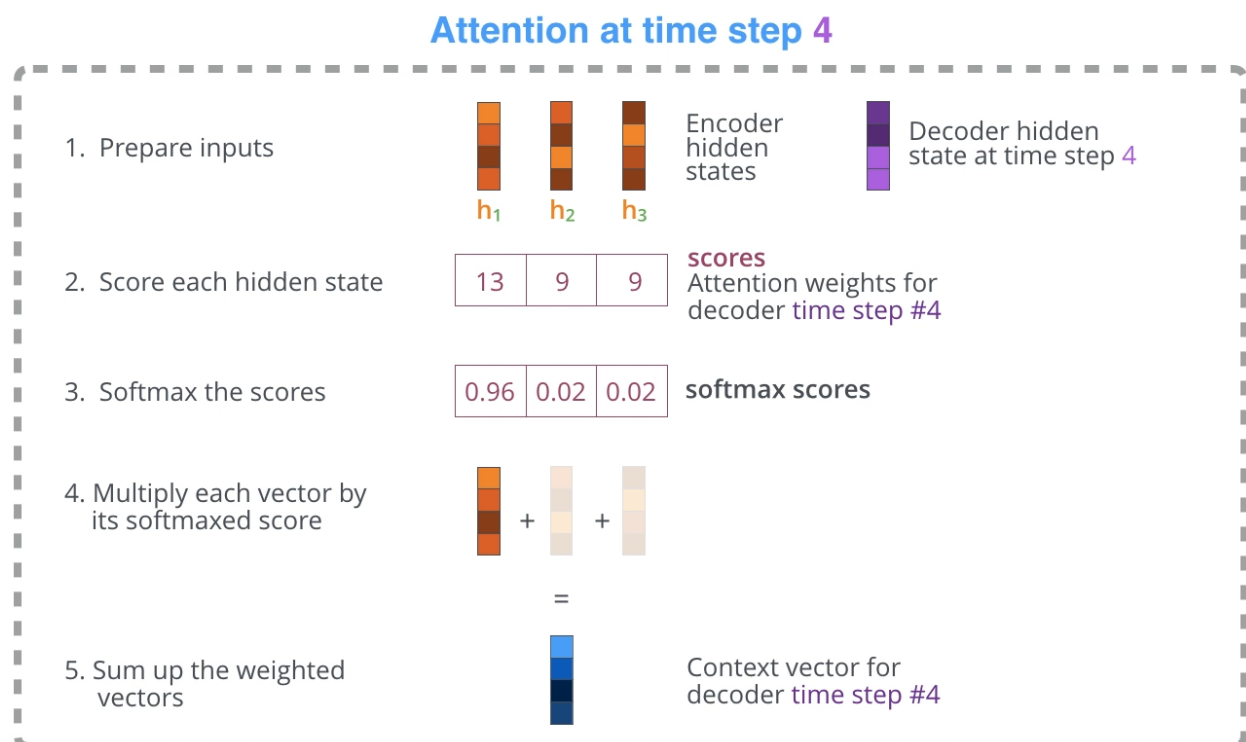 Attention at time step 4
1. Prepare inputs
Encoder
hidden
states
Decoder hidden
state at time step 4
h₁ h₂ h₃
2. Score each hidden state
13 9 9
scores
Attention weights for
decoder time step #4
3. Softmax the scores
0.96 0.02 0.02
softmax scores
4. Multiply each vector by
its softmaxed score
+ +
=
5. Sum up the weighted
vectors
Context vector for
decoder time step #4